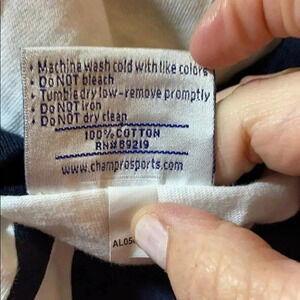 • Machine wash cold with like colors
• Do NOT bleach
• Tumble dry low-remove promptly
• Do NOT iron
• Do NOT dry clean
100% COTTON
RN#89219
www.champrosports.com